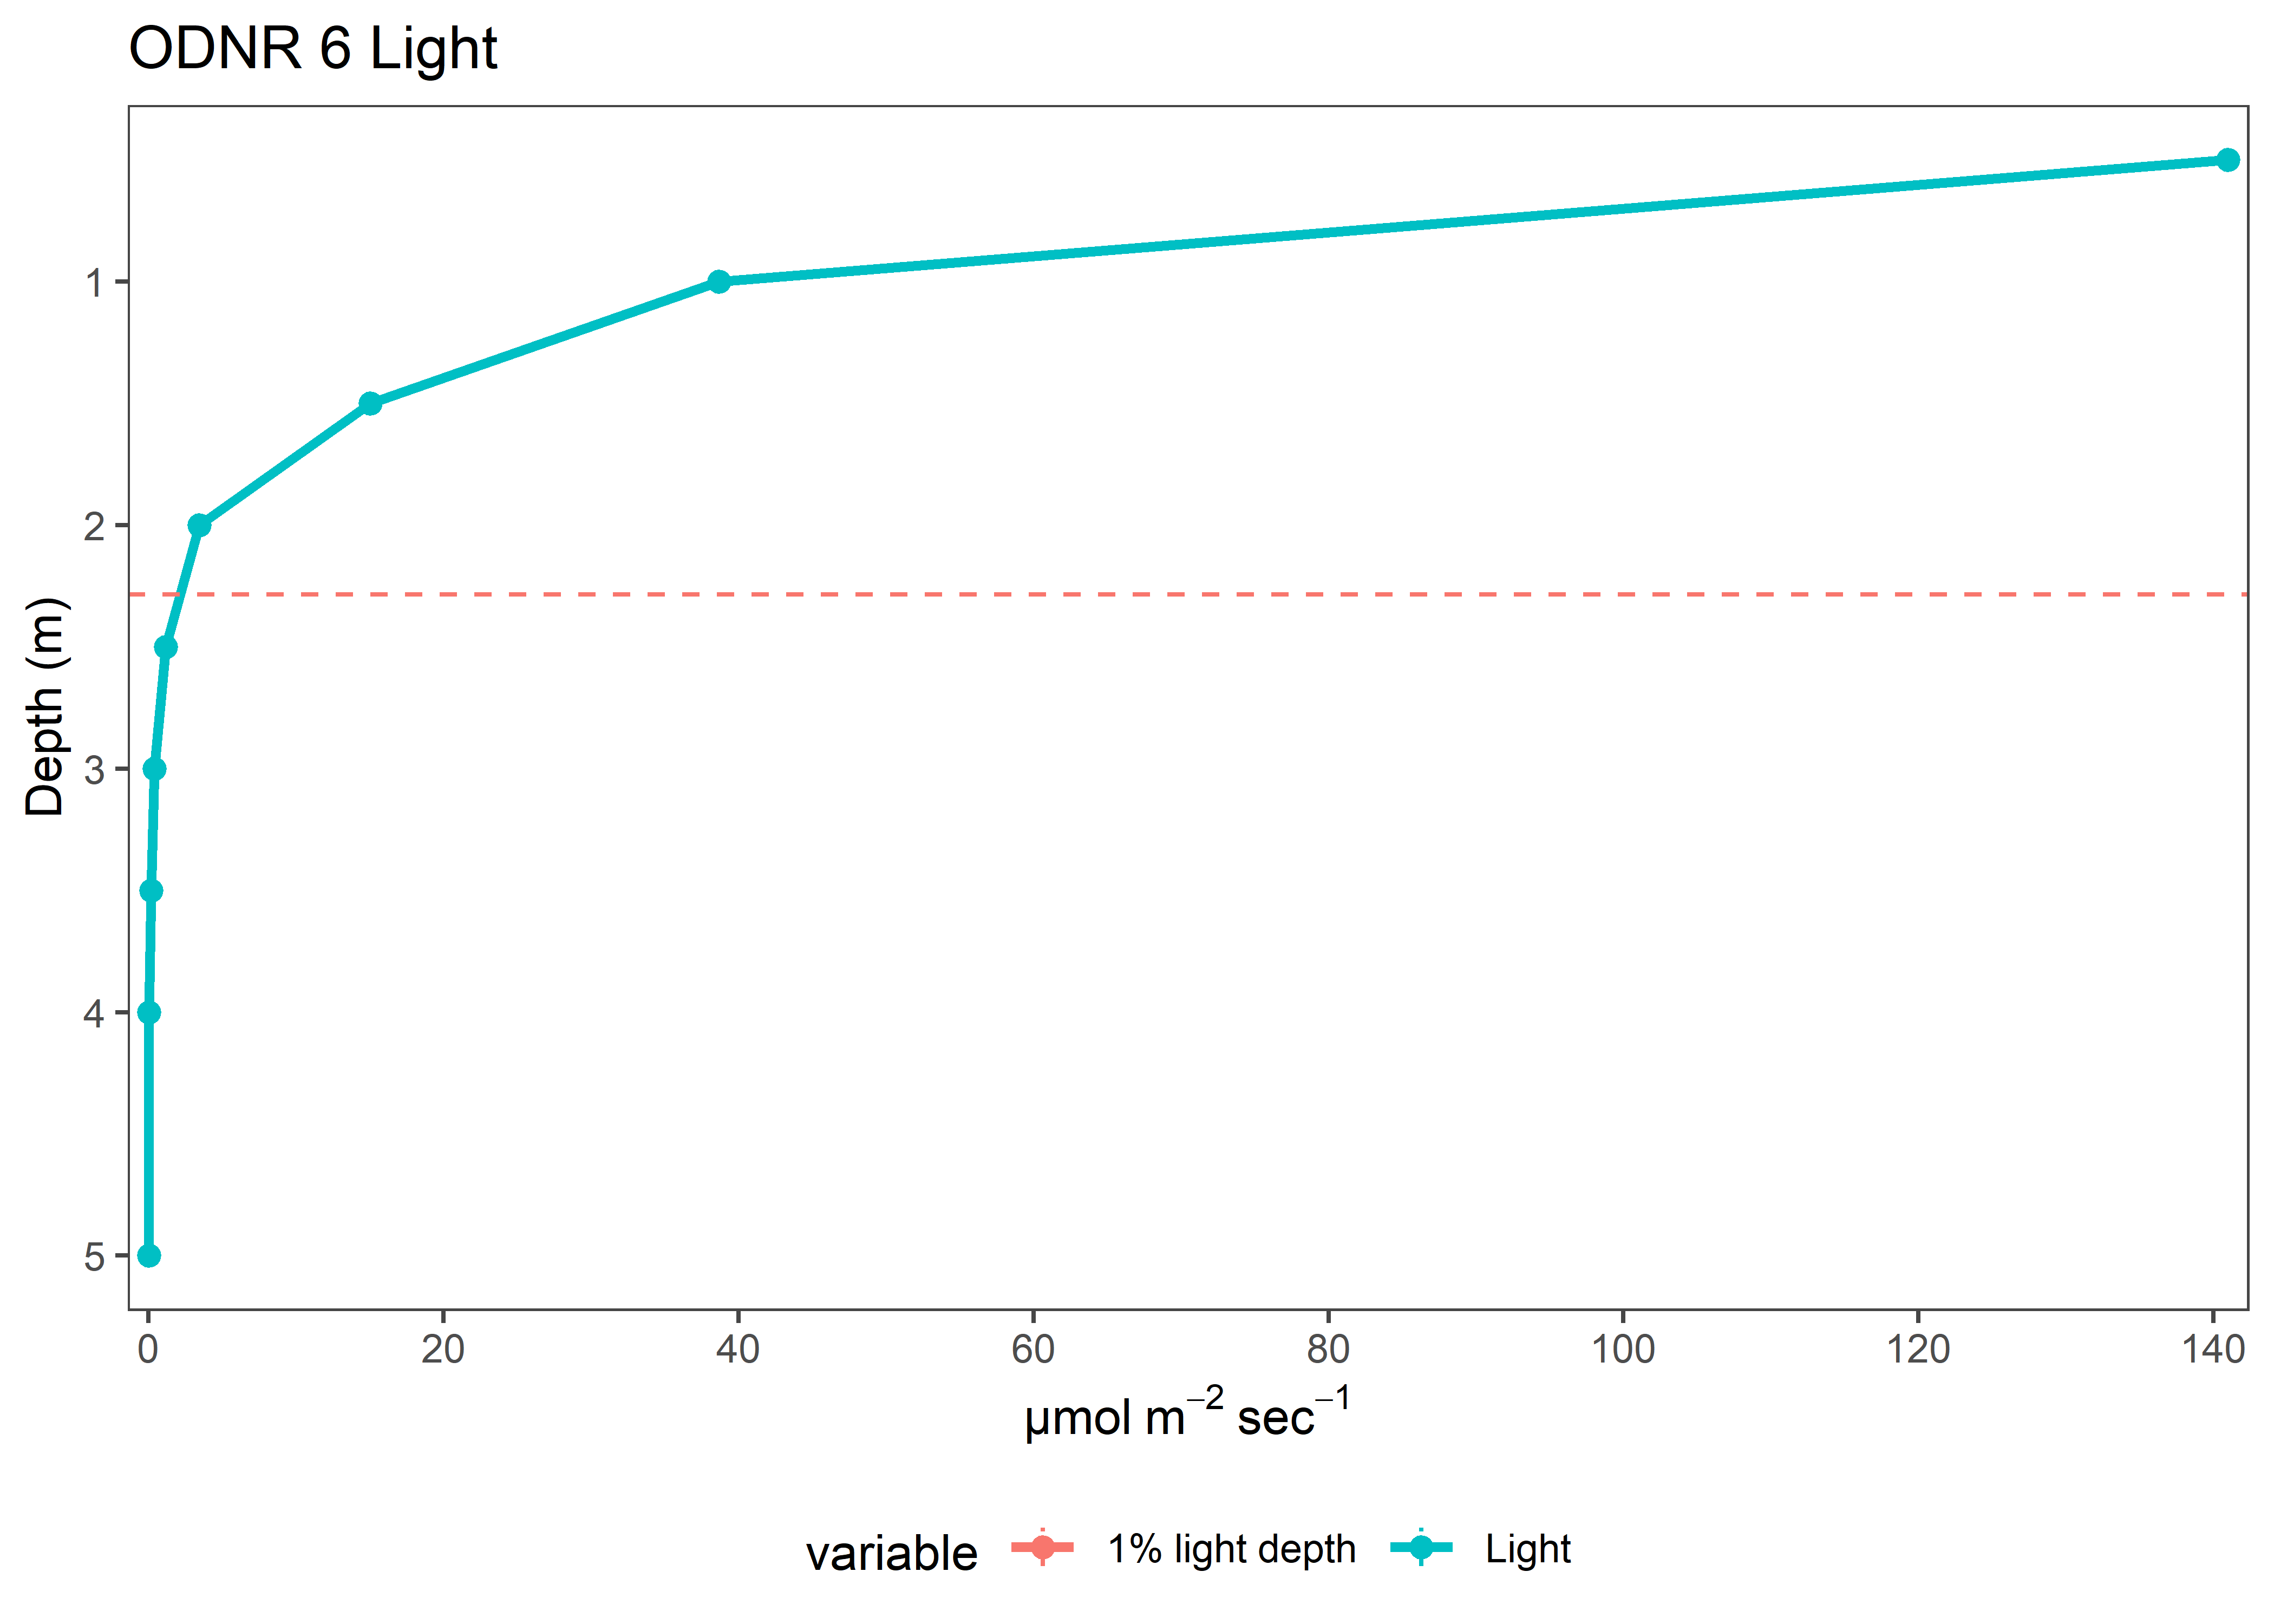 ODNR 6 Light
Depth (m)
1
2
3
4
5
0 20 40 60 80 100 120 140
µmol m⁻² sec⁻¹
variable 1% light depth Light